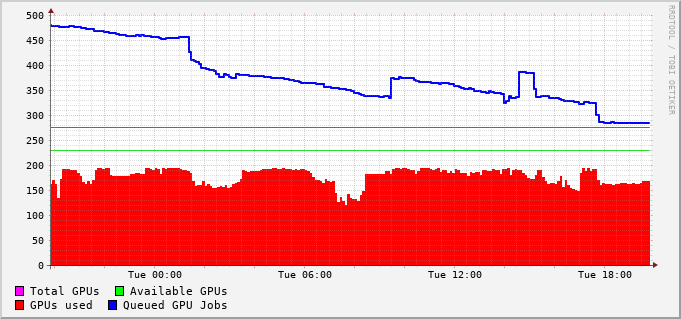 500
450
400
350
300
250
200
150
100
50
0
Tue 00:00 Tue 06:00 Tue 12:00 Tue 18:00
Total GPUs Available GPUs
GPUs used Queued GPU Jobs
RRDTOOL / TOBI OETIKER